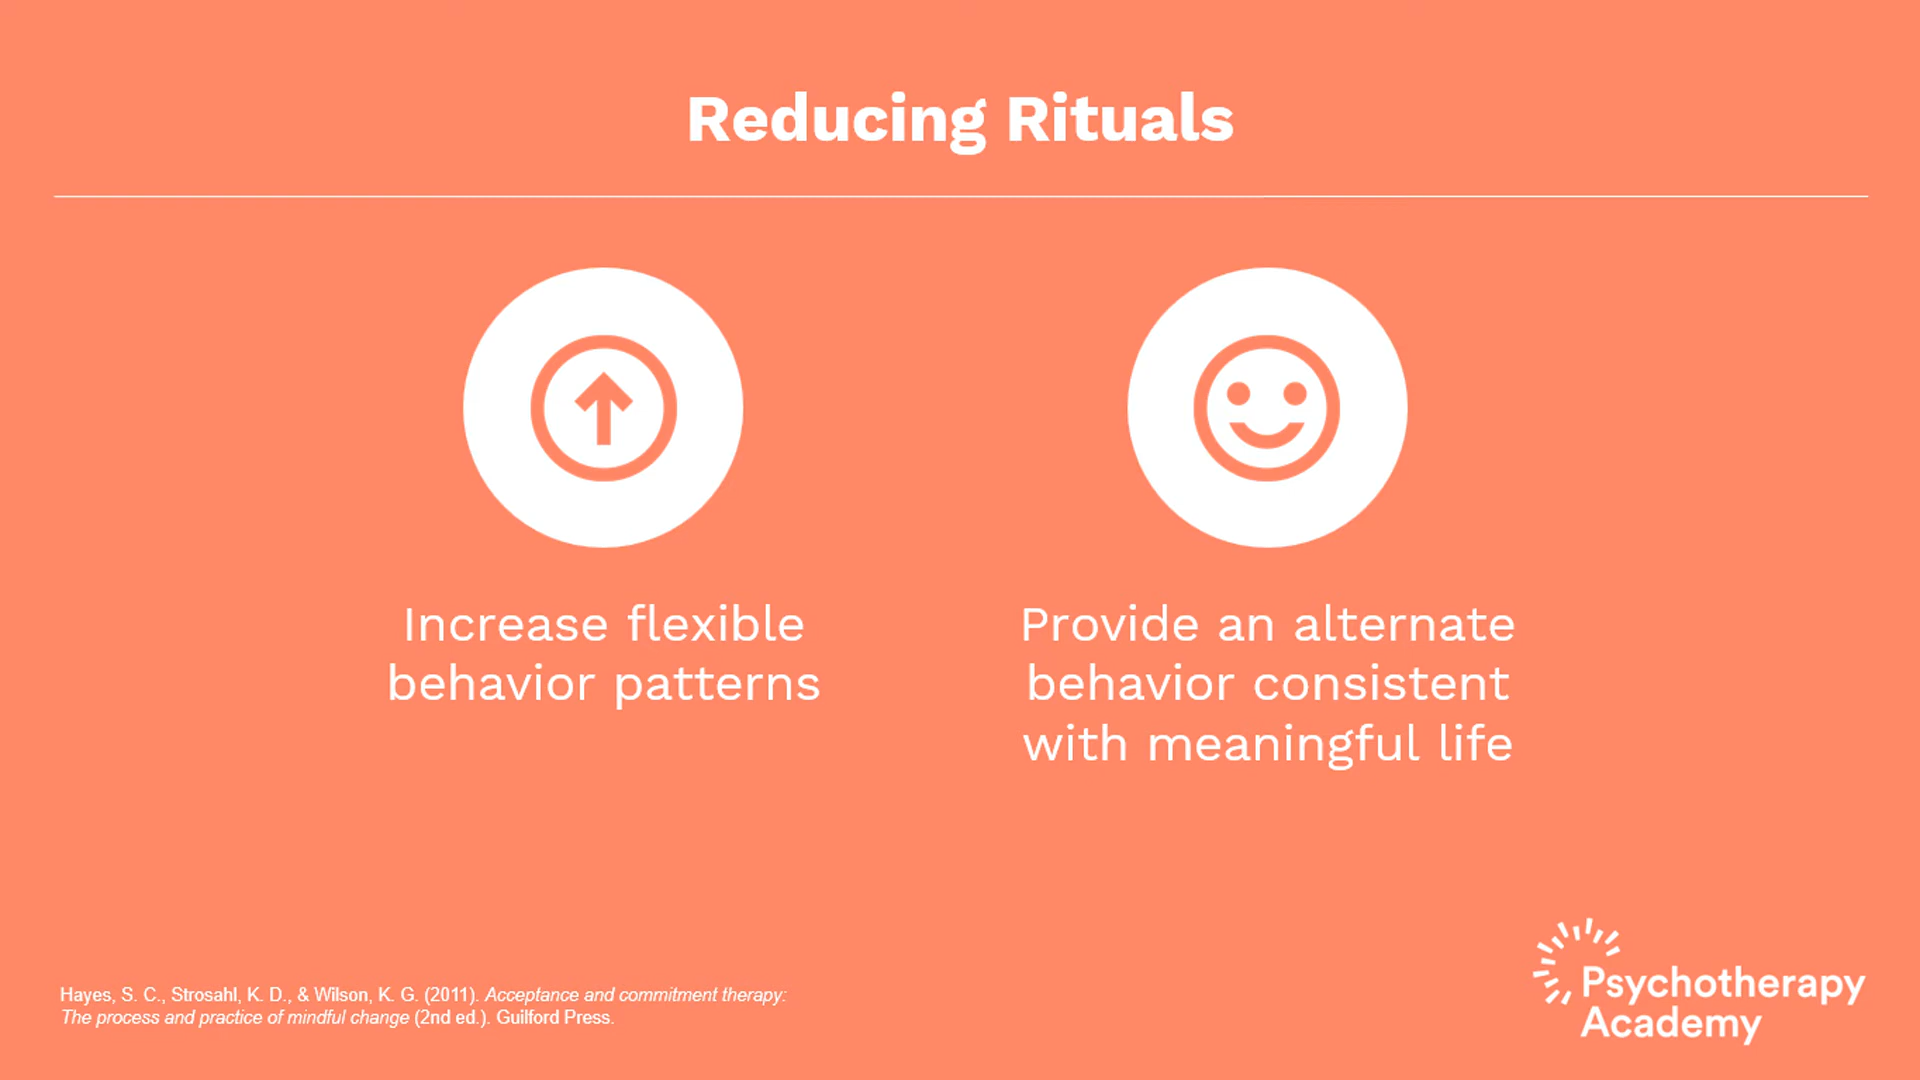 Reducing Rituals
Increase flexible
behavior patterns
Provide an alternate
behavior consistent
with meaningful life
Hayes, S. C., Strosahl, K. D., & Wilson, K. G. (2011). Acceptance and commitment therapy:
The process and practice of mindful change (2nd ed.). Guilford Press.
Psychotherapy
Academy